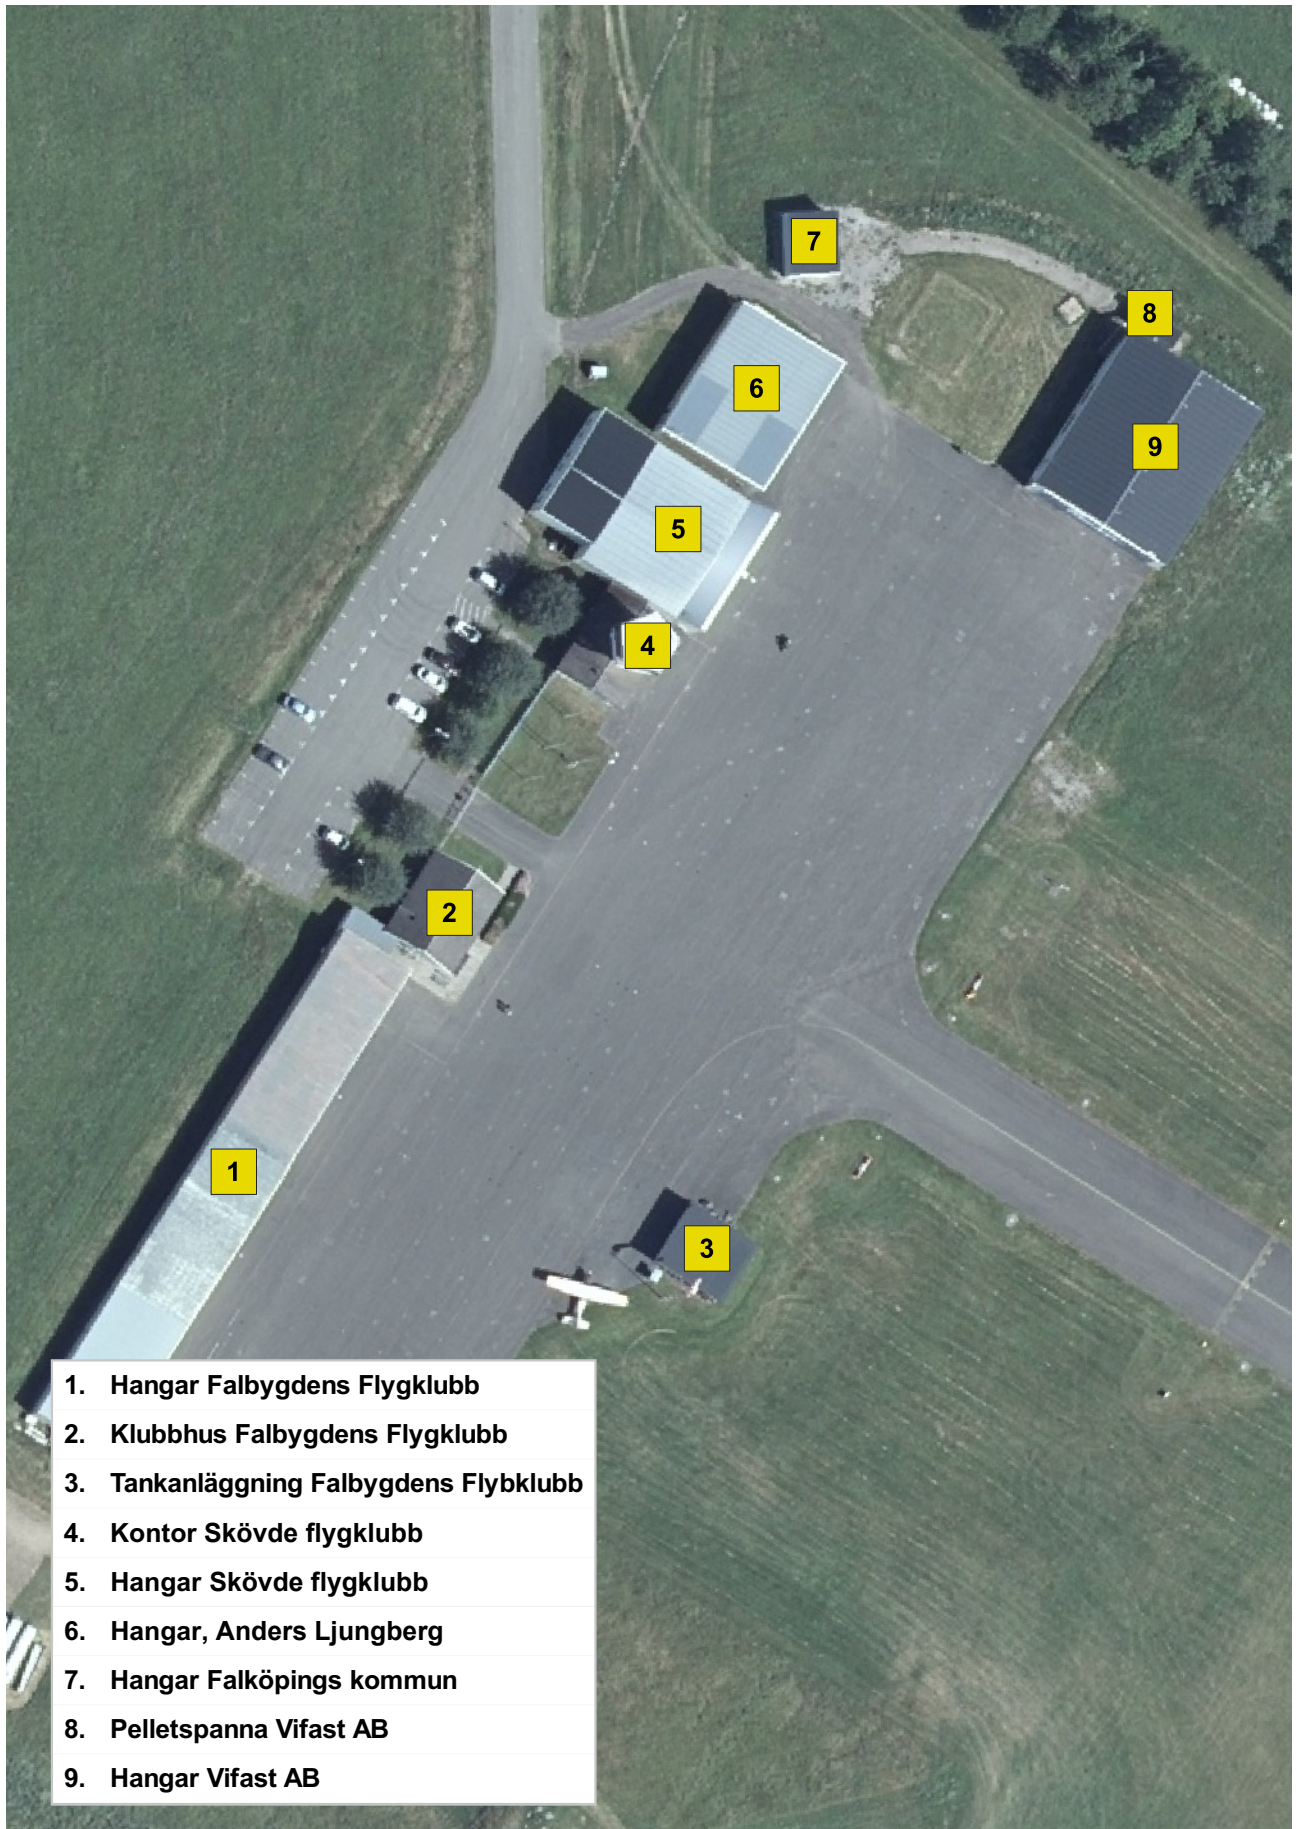 7
8
6
9
5
4
2
1
3
1. Hangar Falbygdens Flygklubb
2. Klubbhus Falbygdens Flygklubb
3. Tankanläggning Falbygdens Flybklubb
4. Kontor Skövde flygklubb
5. Hangar Skövde flygklubb
6. Hangar, Anders Ljungberg
7. Hangar Falköpings kommun
8. Pelletspanna Vifast AB
9. Hangar Vifast AB